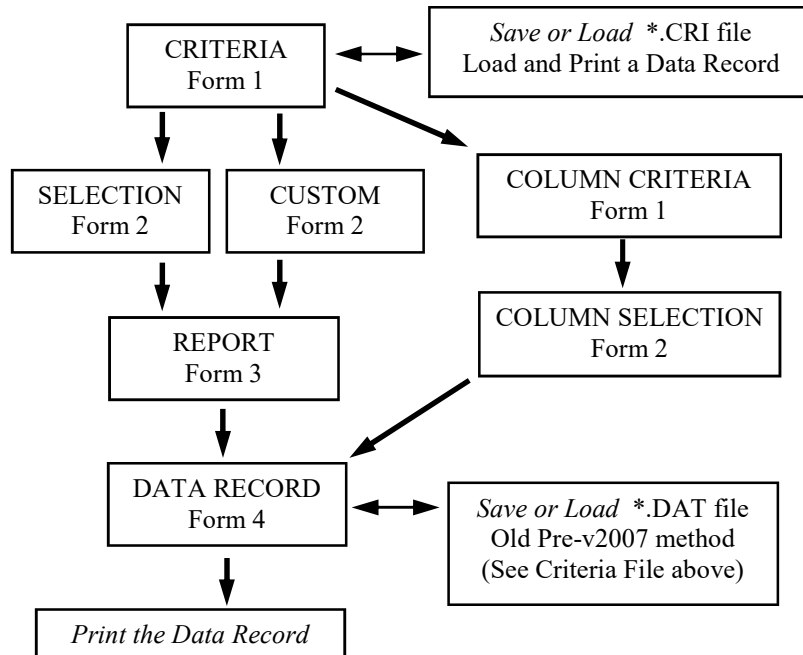 CRITERIA
Form 1
Save or Load *.CRI file
Load and Print a Data Record
SELECTION
Form 2
CUSTOM
Form 2
COLUMN CRITERIA
Form 1
REPORT
Form 3
COLUMN SELECTION
Form 2
DATA RECORD
Form 4
Save or Load *.DAT file
Old Pre-v2007 method
(See Criteria File above)
Print the Data Record